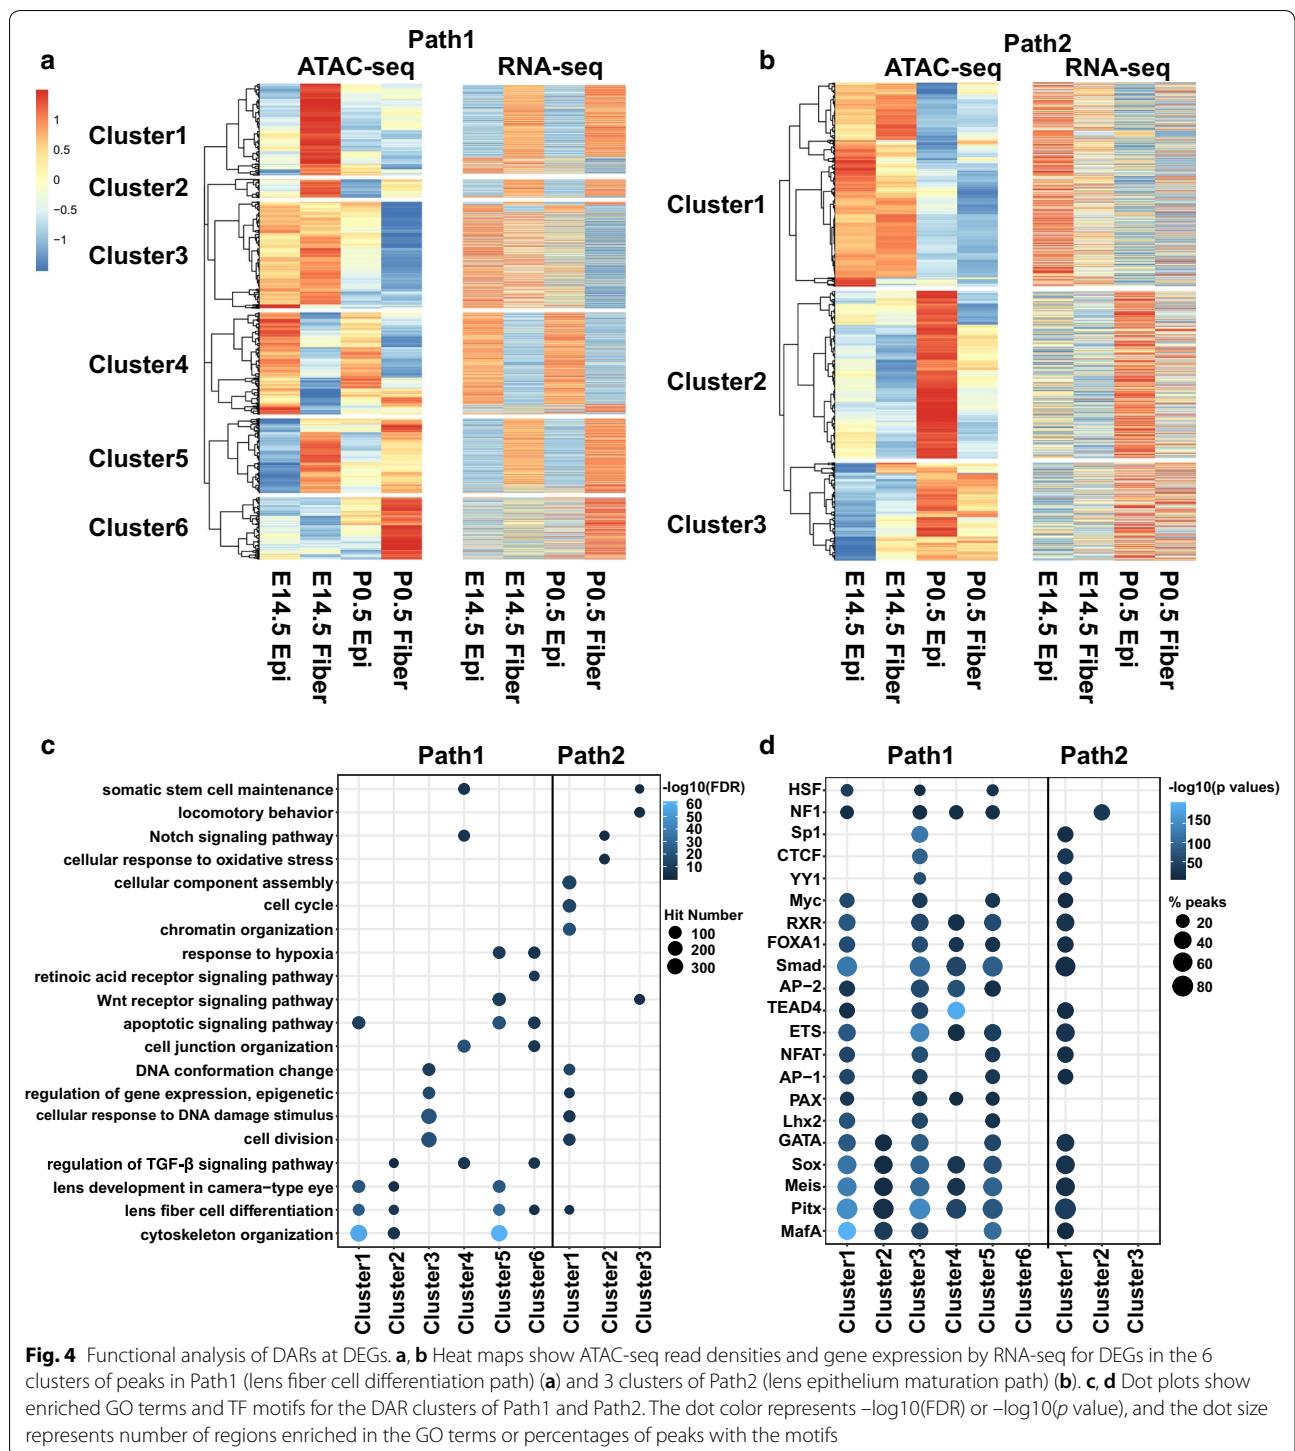 a
Path1
ATAC-seq
RNA-seq
1
0.5
0
−0.5
−1
Cluster1
Cluster2
Cluster3
Cluster4
Cluster5
Cluster6
E14.5 Epi
E14.5 Fiber
P0.5 Epi
P0.5 Fiber
E14.5 Epi
E14.5 Fiber
P0.5 Epi
P0.5 Fiber
b
Path2
ATAC-seq
RNA-seq
Cluster1
Cluster2
Cluster3
E14.5 Epi
E14.5 Fiber
P0.5 Epi
P0.5 Fiber
E14.5 Epi
E14.5 Fiber
P0.5 Epi
P0.5 Fiber
c
Path1
Path2
somatic stem cell maintenance
locomotory behavior
Notch signaling pathway
cellular response to oxidative stress
cellular component assembly
cell cycle
chromatin organization
response to hypoxia
retinoic acid receptor signaling pathway
Wnt receptor signaling pathway
apoptotic signaling pathway
cell junction organization
DNA conformation change
regulation of gene expression, epigenetic
cellular response to DNA damage stimulus
cell division
regulation of TGF-β signaling pathway
lens development in camera−type eye
lens fiber cell differentiation
cytoskeleton organization
Cluster1
Cluster2
Cluster3
Cluster4
Cluster5
Cluster6
Cluster1
Cluster2
Cluster3
-log10(FDR)
60
50
40
30
20
10
Hit Number
100
200
300
d
Path1
Path2
HSF
NF1
Sp1
CTCF
YY1
Myc
RXR
FOXA1
Smad
AP−2
TEAD4
ETS
NFAT
AP−1
PAX
Lhx2
GATA
Sox
Meis
Pitx
MafA
Cluster1
Cluster2
Cluster3
Cluster4
Cluster5
Cluster6
Cluster1
Cluster2
Cluster3
-log10(p values)
150
100
50
% peaks
20
40
60
80
Fig. 4 Functional analysis of DARs at DEGs. a, b Heat maps show ATAC-seq read densities and gene expression by RNA-seq for DEGs in the 6
clusters of peaks in Path1 (lens fiber cell differentiation path) (a) and 3 clusters of Path2 (lens epithelium maturation path) (b). c, d Dot plots show
enriched GO terms and TF motifs for the DAR clusters of Path1 and Path2. The dot color represents –log10(FDR) or –log10(p value), and the dot size
represents number of regions enriched in the GO terms or percentages of peaks with the motifs